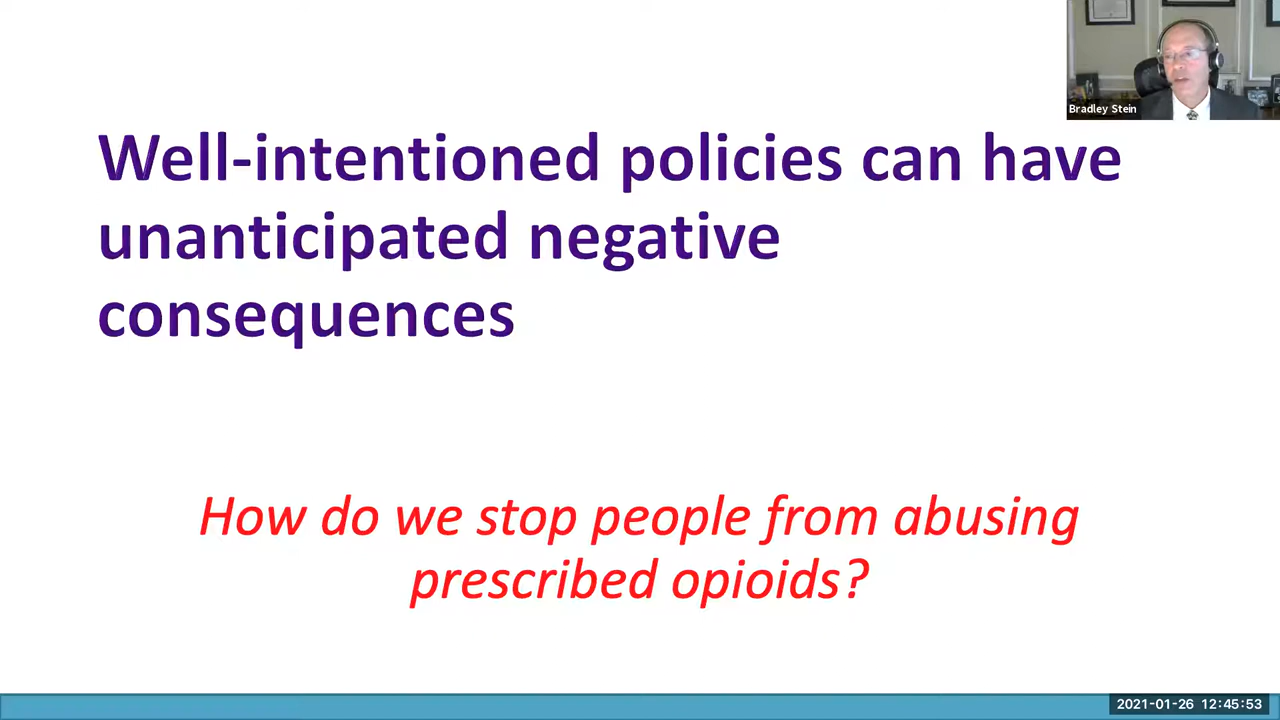 Bradley Stein
Well-intentioned policies can have
unanticipated negative
consequences
How do we stop people from abusing
prescribed opioids?
2021-01-26 12:45:53